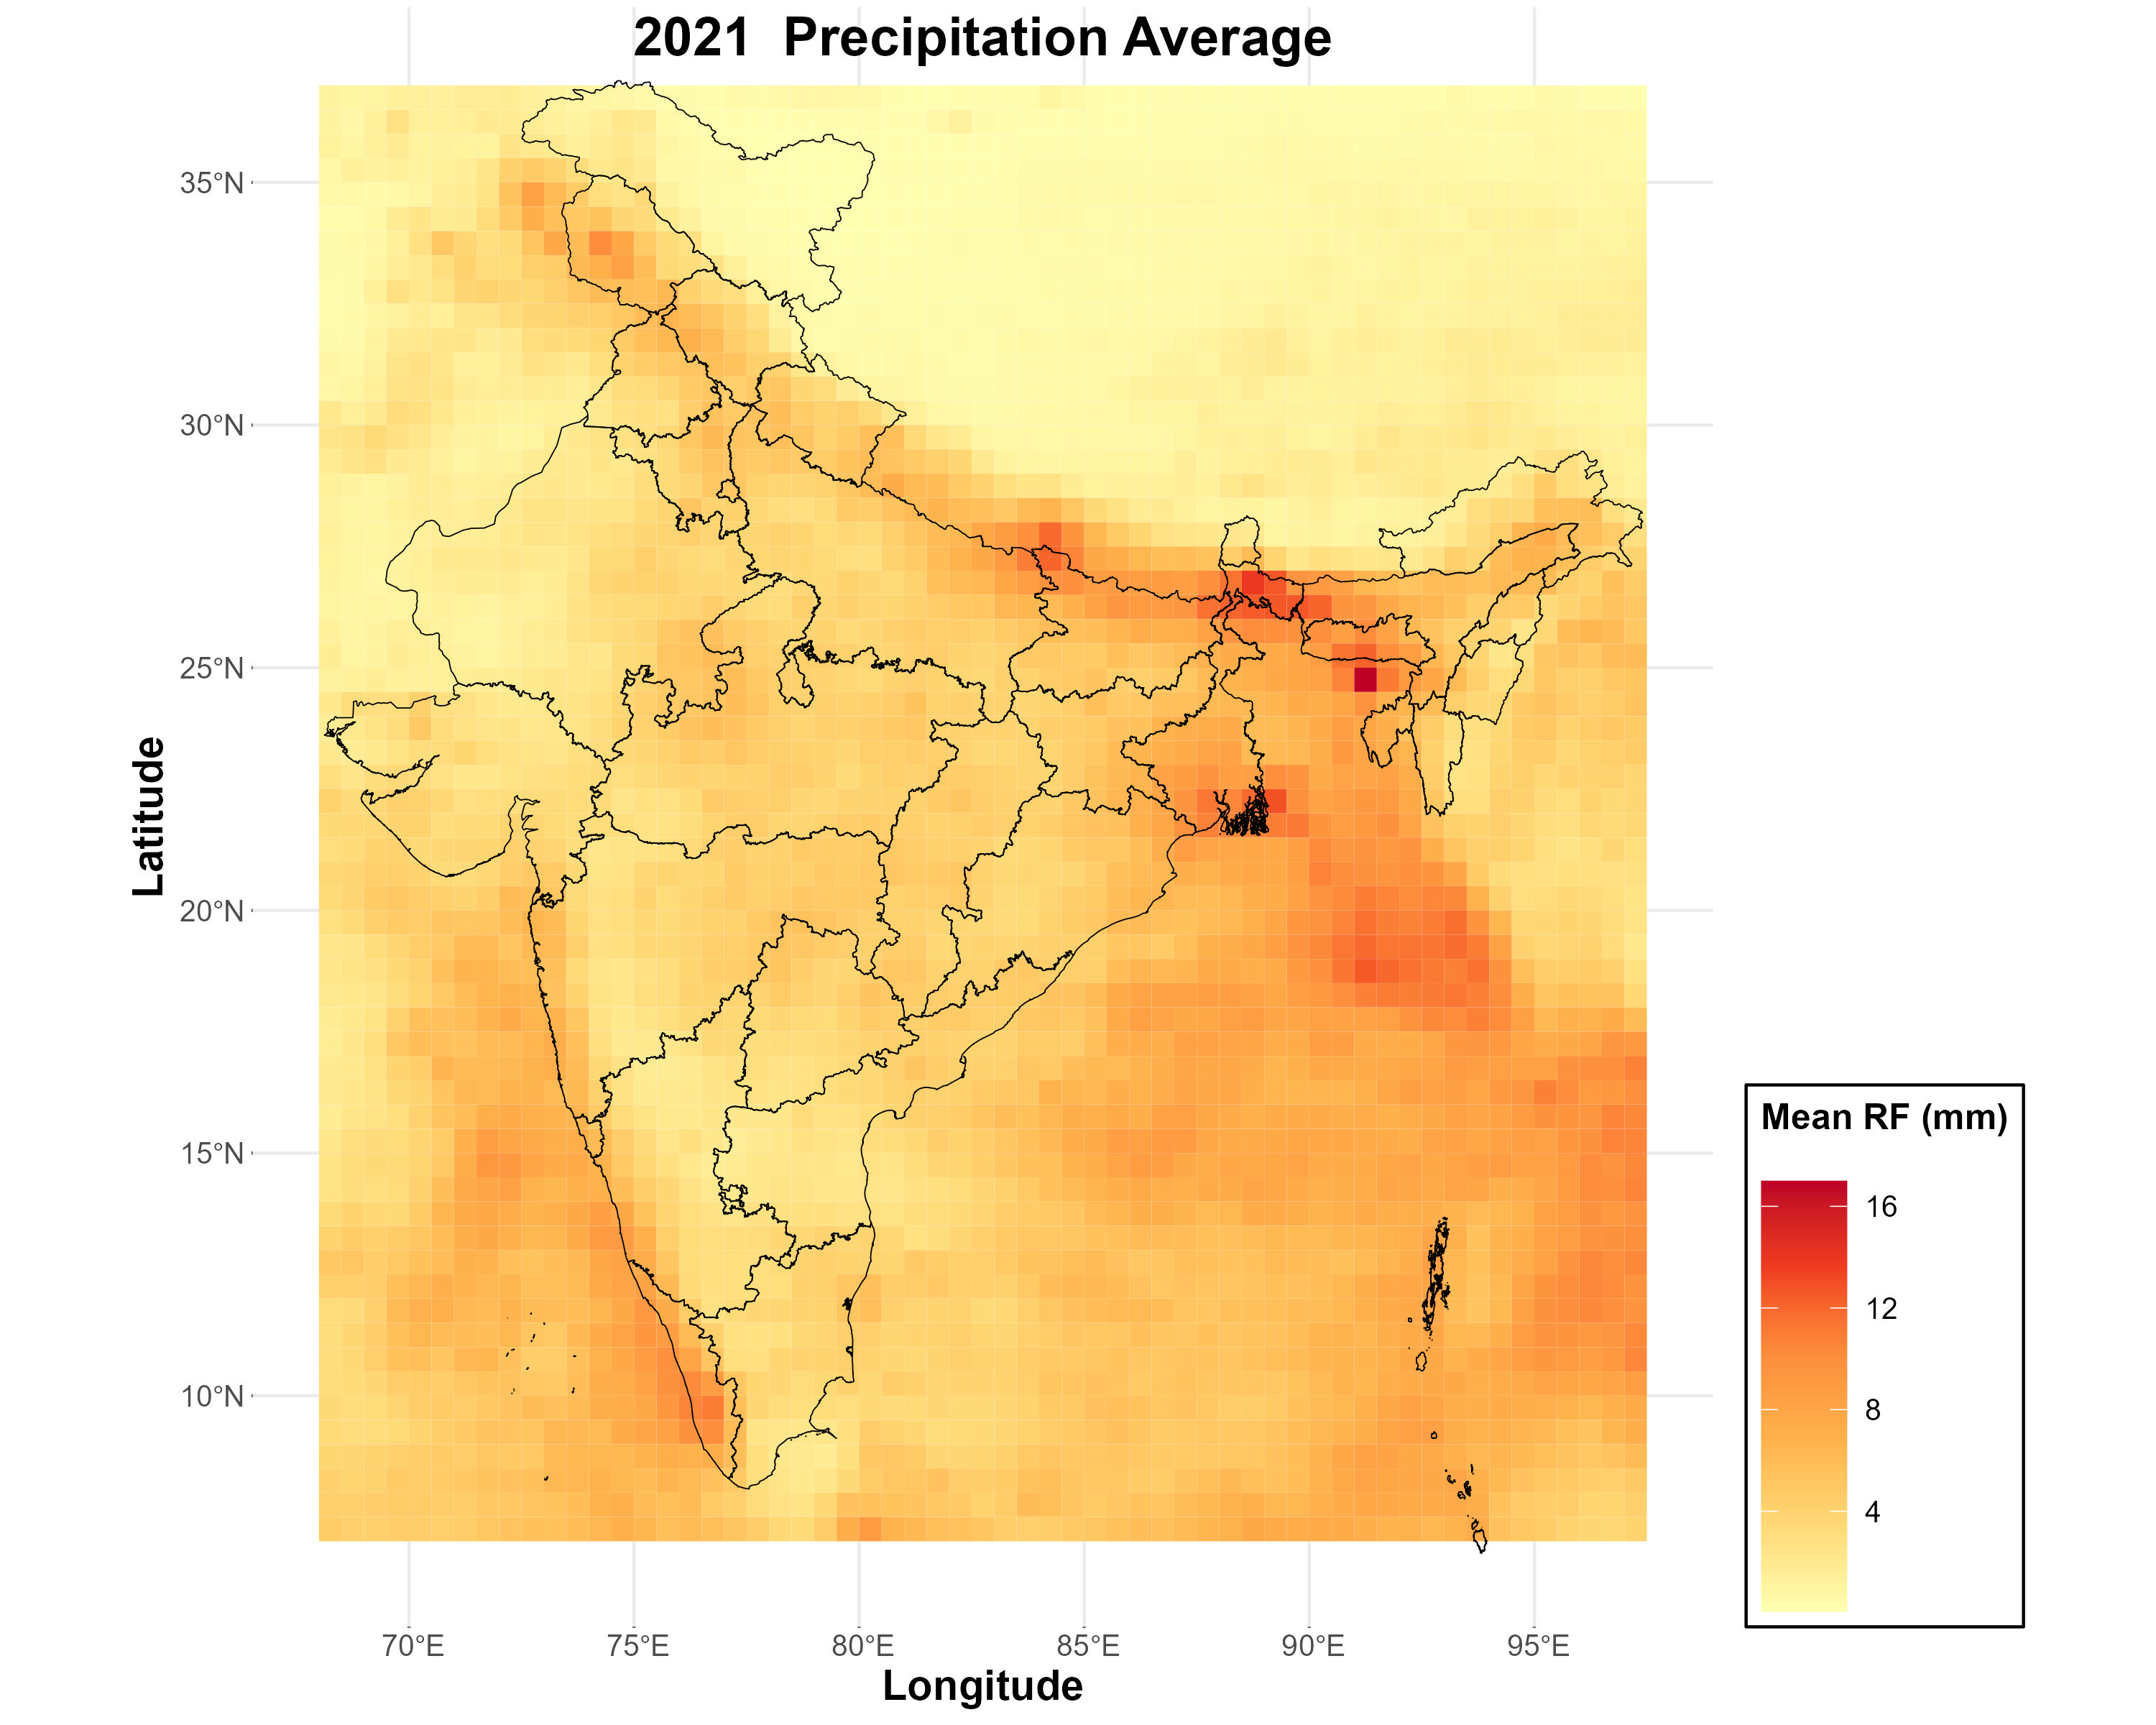 2021  Precipitation Average
35°N
30°N
25°N
20°N
15°N
10°N
Latitude
70°E 75°E 80°E 85°E 90°E 95°E
Longitude
Mean RF (mm)
16
12
8
4